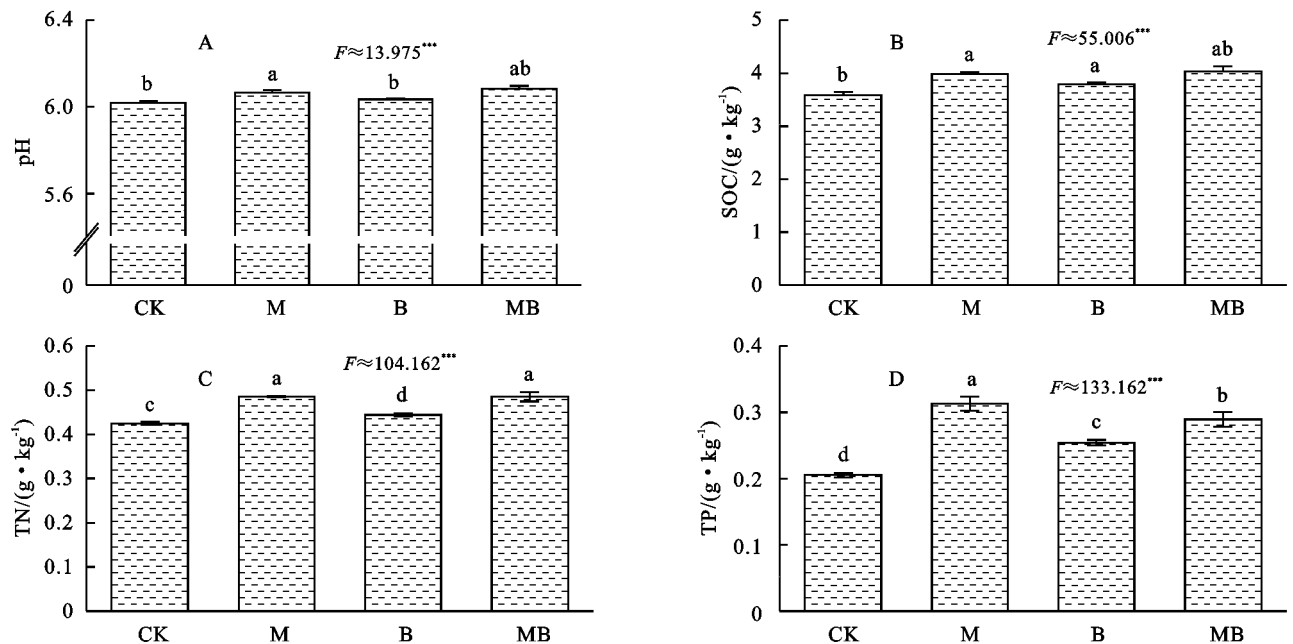 6.4
6.0
5.6
0
pH
A
F≈13.975***
b
a
b
ab
CK
M
B
MB
5
4
3
2
1
0
SOC/(g • kg⁻¹)
B
F≈55.006***
b
a
a
ab
CK
M
B
MB
0.6
0.5
0.4
0.3
0.2
0.1
0
TN/(g • kg⁻¹)
C
F≈104.162***
c
a
d
a
CK
M
B
MB
0.4
0.3
0.2
0.1
0
TP/(g • kg⁻¹)
D
F≈133.162***
d
a
c
b
CK
M
B
MB